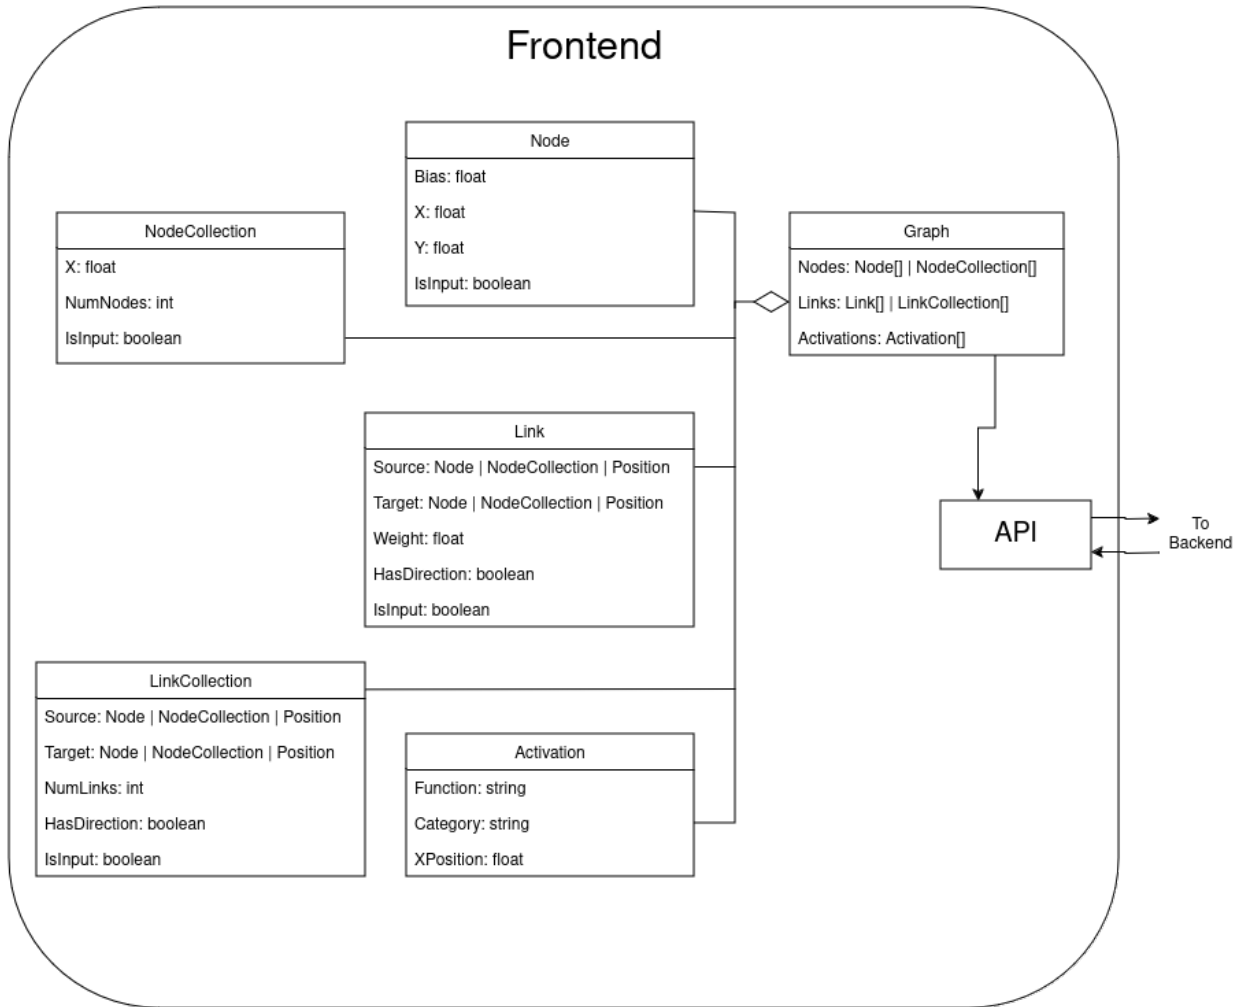 Frontend
Node
Bias: float
X: float
Y: float
IsInput: boolean
NodeCollection
X: float
NumNodes: int
IsInput: boolean
Graph
Nodes: Node[] | NodeCollection[]
Links: Link[] | LinkCollection[]
Activations: Activation[]
Link
Source: Node | NodeCollection | Position
Target: Node | NodeCollection | Position
Weight: float
HasDirection: boolean
IsInput: boolean
API
To
Backend
LinkCollection
Source: Node | NodeCollection | Position
Target: Node | NodeCollection | Position
NumLinks: int
HasDirection: boolean
IsInput: boolean
Activation
Function: string
Category: string
XPosition: float